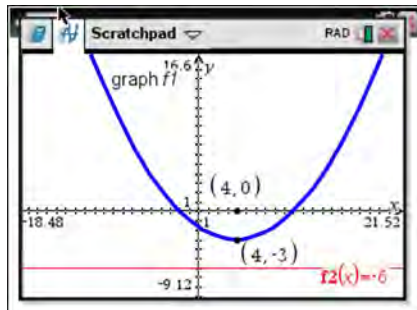 Scratchpad RAD
16.6 y
graph f1
(4,0)
1
x
-18.48 1 21.52
(4,-3)
f2(x)=-6
-9.12